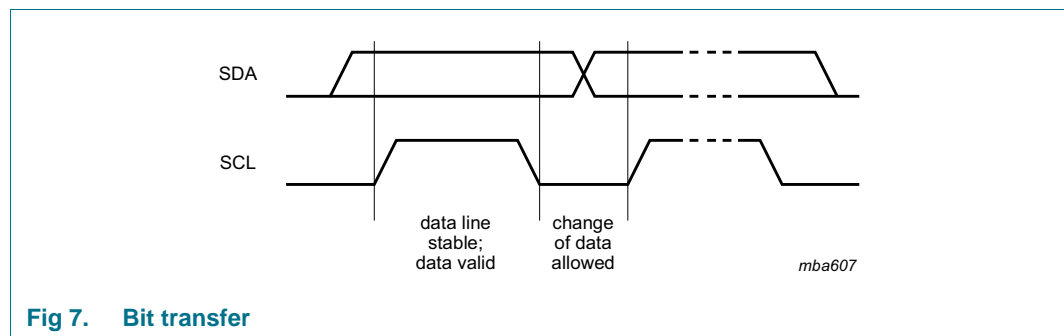 SDA
SCL
data line
stable;
data valid
change
of data
allowed
mba607
Fig 7. Bit transfer